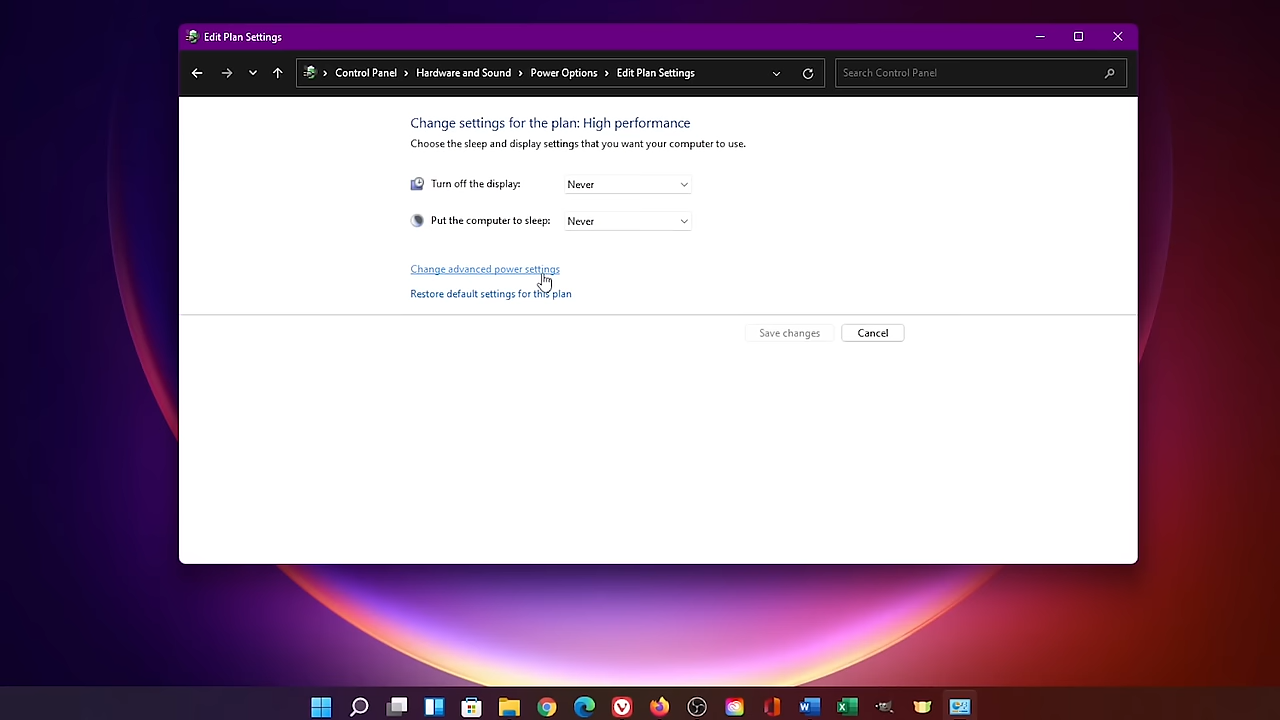 Edit Plan Settings
Control Panel > Hardware and Sound > Power Options > Edit Plan Settings
Search Control Panel
Change settings for the plan: High performance
Choose the sleep and display settings that you want your computer to use.
Turn off the display: Never
Put the computer to sleep: Never
Change advanced power settings
Restore default settings for this plan
Save changes Cancel